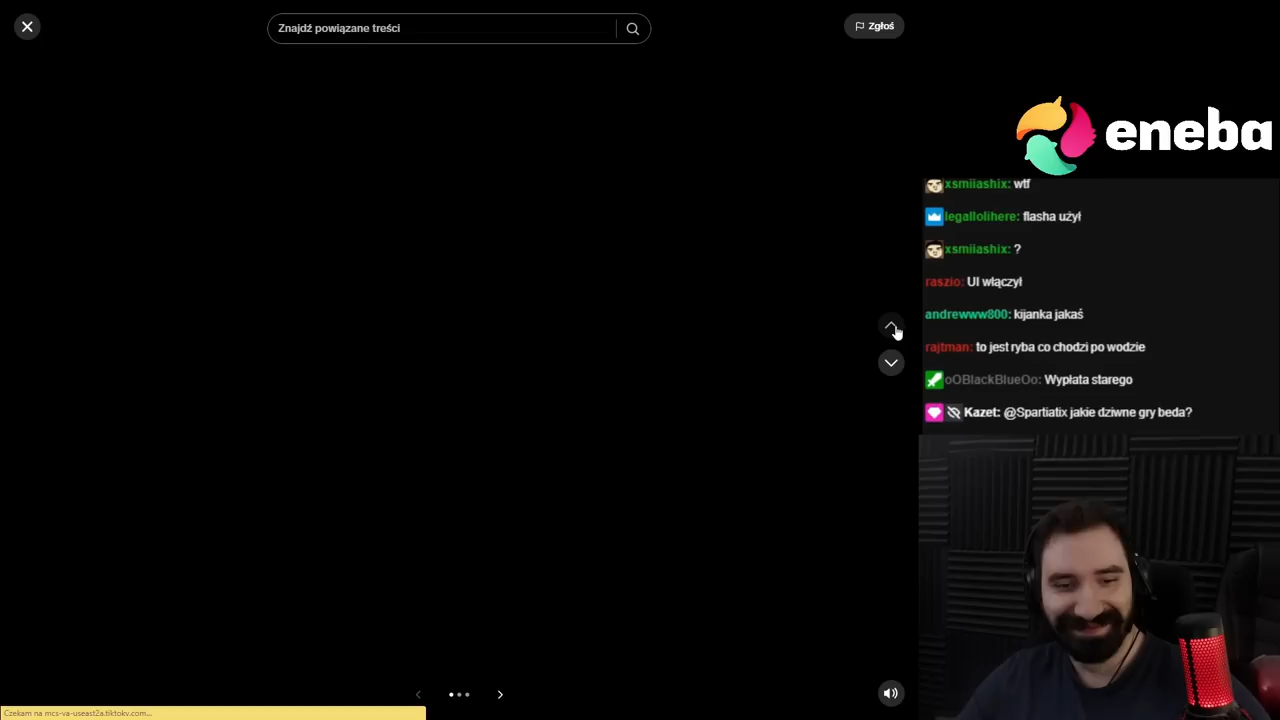 Znajdź powiązane treści
Zgłoś
eneba
xsmiiashix: wtf
legallolihere: flasha użył
xsmiiashix: ?
raszio: UI włączył
andrewww800: kijanka jakaś
rajtman: to jest ryba co chodzi po wodzie
oOBlackBlueOo: Wypłata starego
Kazet: @Spartiatix jakie dziwne gry beda?
Czekam na mcs-va-useast2a.tiktokv.com...